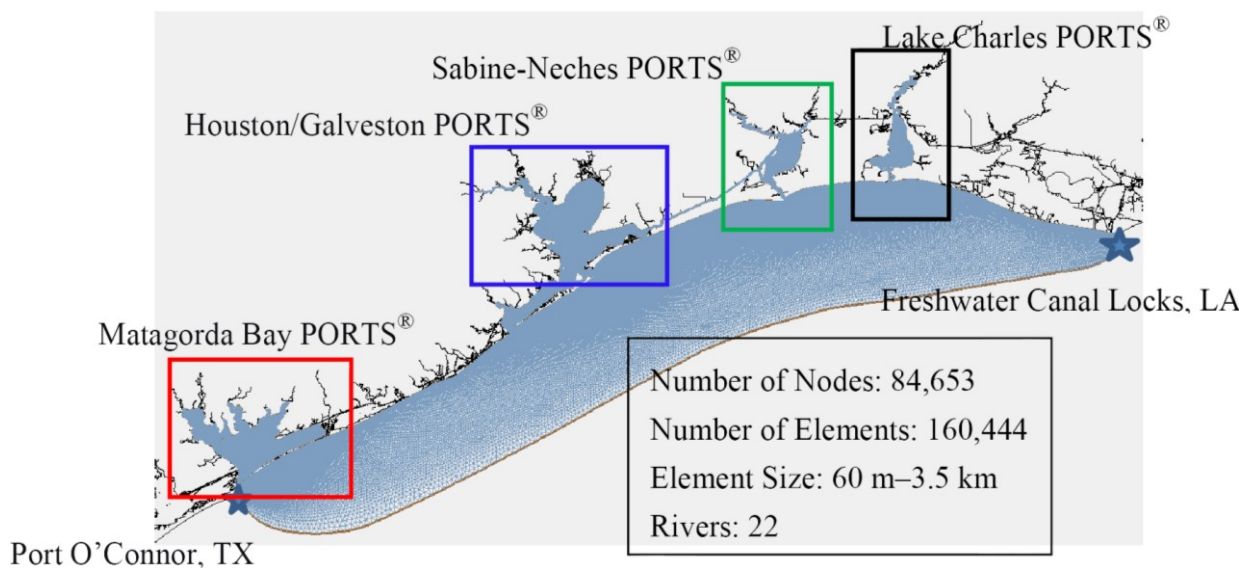 Lake Charles PORTS®
Sabine-Neches PORTS®
Houston/Galveston PORTS®
Freshwater Canal Locks, LA
Matagorda Bay PORTS®
Number of Nodes: 84,653
Number of Elements: 160,444
Element Size: 60 m–3.5 km
Rivers: 22
Port O’Connor, TX